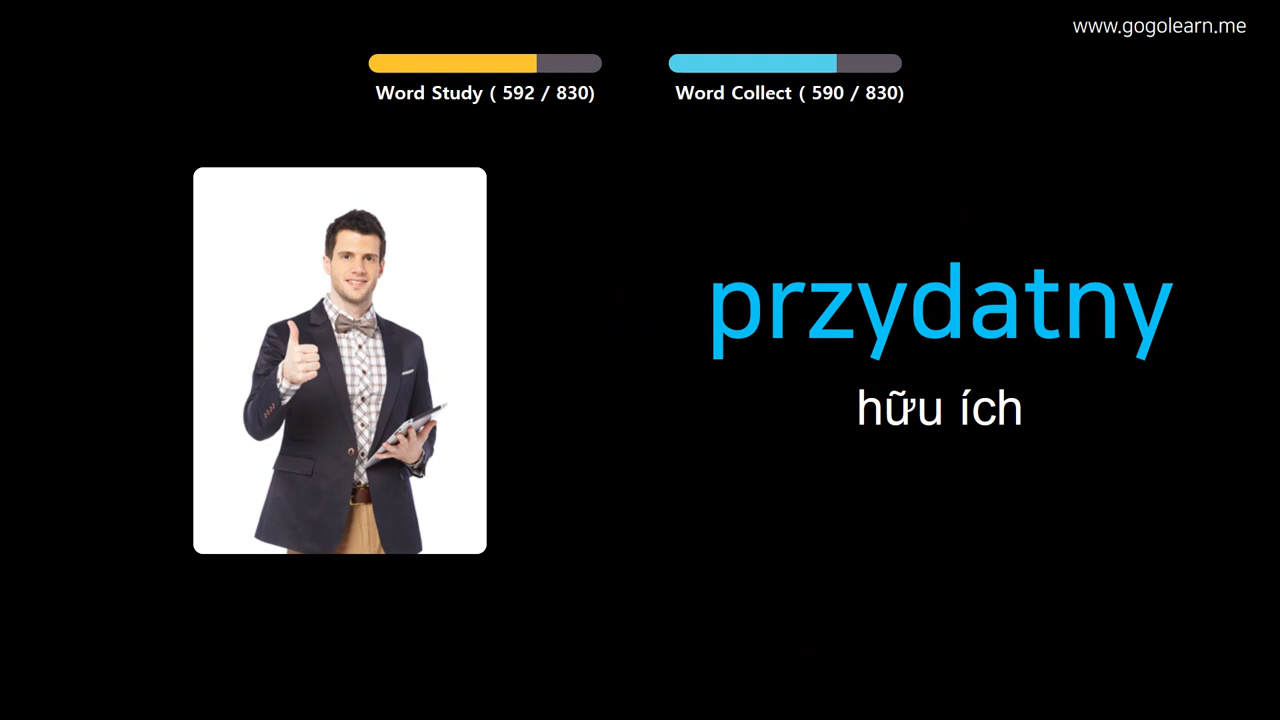 www.gogolearn.me
Word Study ( 592 / 830)
Word Collect ( 590 / 830)
przydatny
hữu ích